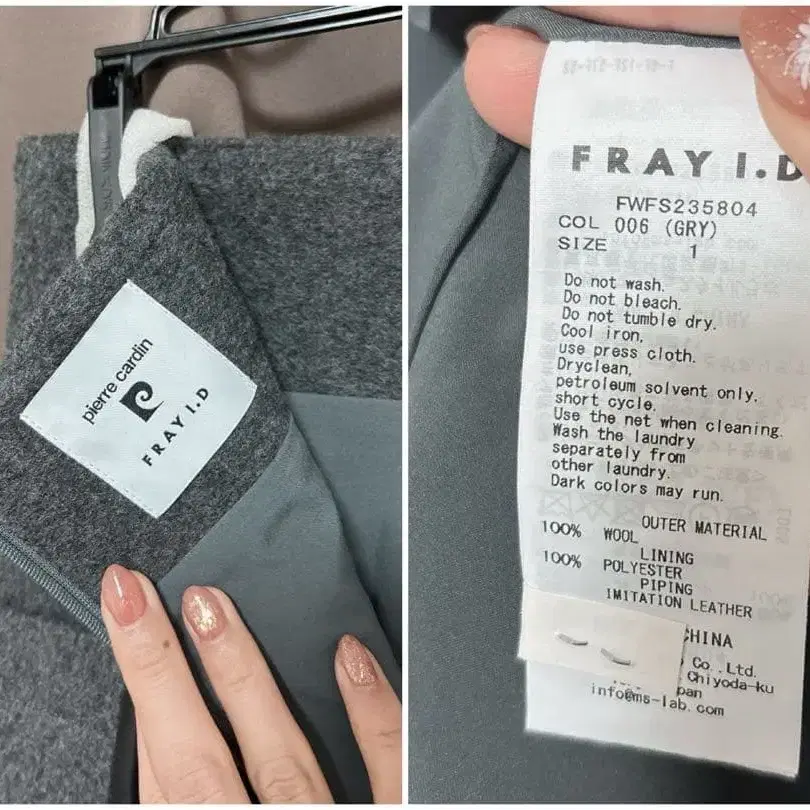 pierre cardin
FRAY I.D
FRAY I.D
FWFS235804
COL 006 (GRY)
SIZE 1
Do not wash.
Do not bleach.
Do not tumble dry.
Cool iron,
use press cloth.
Dryclean,
petroleum solvent only.
short cycle.
Use the net when cleaning.
Wash the laundry
separately from
other laundry.
Dark colors may run.
OUTER MATERIAL
100% WOOL
LINING
100% POLYESTER
PIPING
IMITATION LEATHER
CHINA
Co.,Ltd.
Chiyoda-ku
pan
info@ms-lab.com